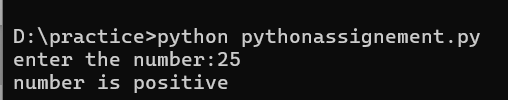 D:\practice>python pythonassignement.py
enter the number:25
number is positive